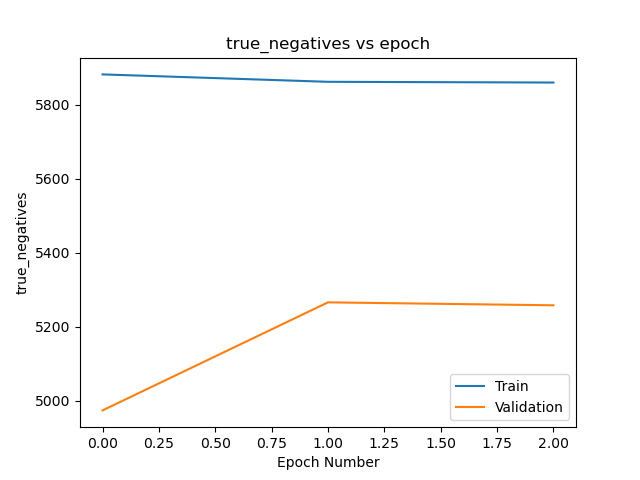 true_negatives vs epoch
true_negatives
5800
5600
5400
5200
5000
0.00 0.25 0.50 0.75 1.00 1.25 1.50 1.75 2.00
Epoch Number
Train
Validation